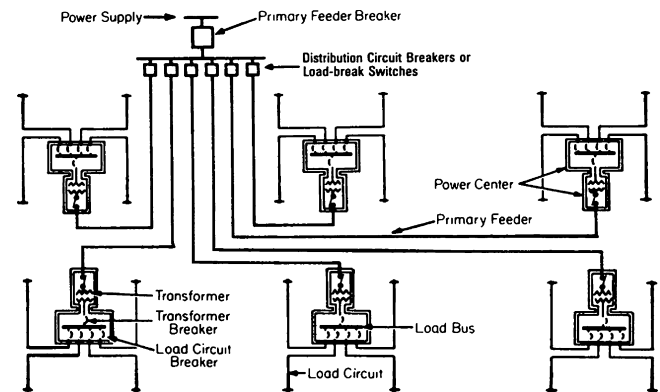 Power Supply
Primary Feeder Breaker
Distribution Circuit Breakers or
Load-break Switches
Power Center
Primary Feeder
Transformer
Transformer
Breaker
Load Circuit
Breaker
Load Bus
Load Circuit